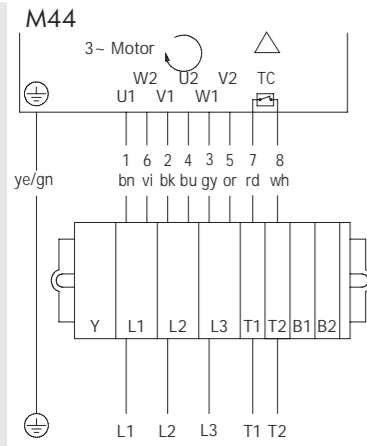 M44
3~ Motor
W2 U2 V2 TC
U1 V1 W1
1 6 2 4 3 5 7 8
ye/gn bn vi bk bu gy or rd wh
Y L1 L2 L3 T1 T2 B1 B2
L1 L2 L3 T1 T2